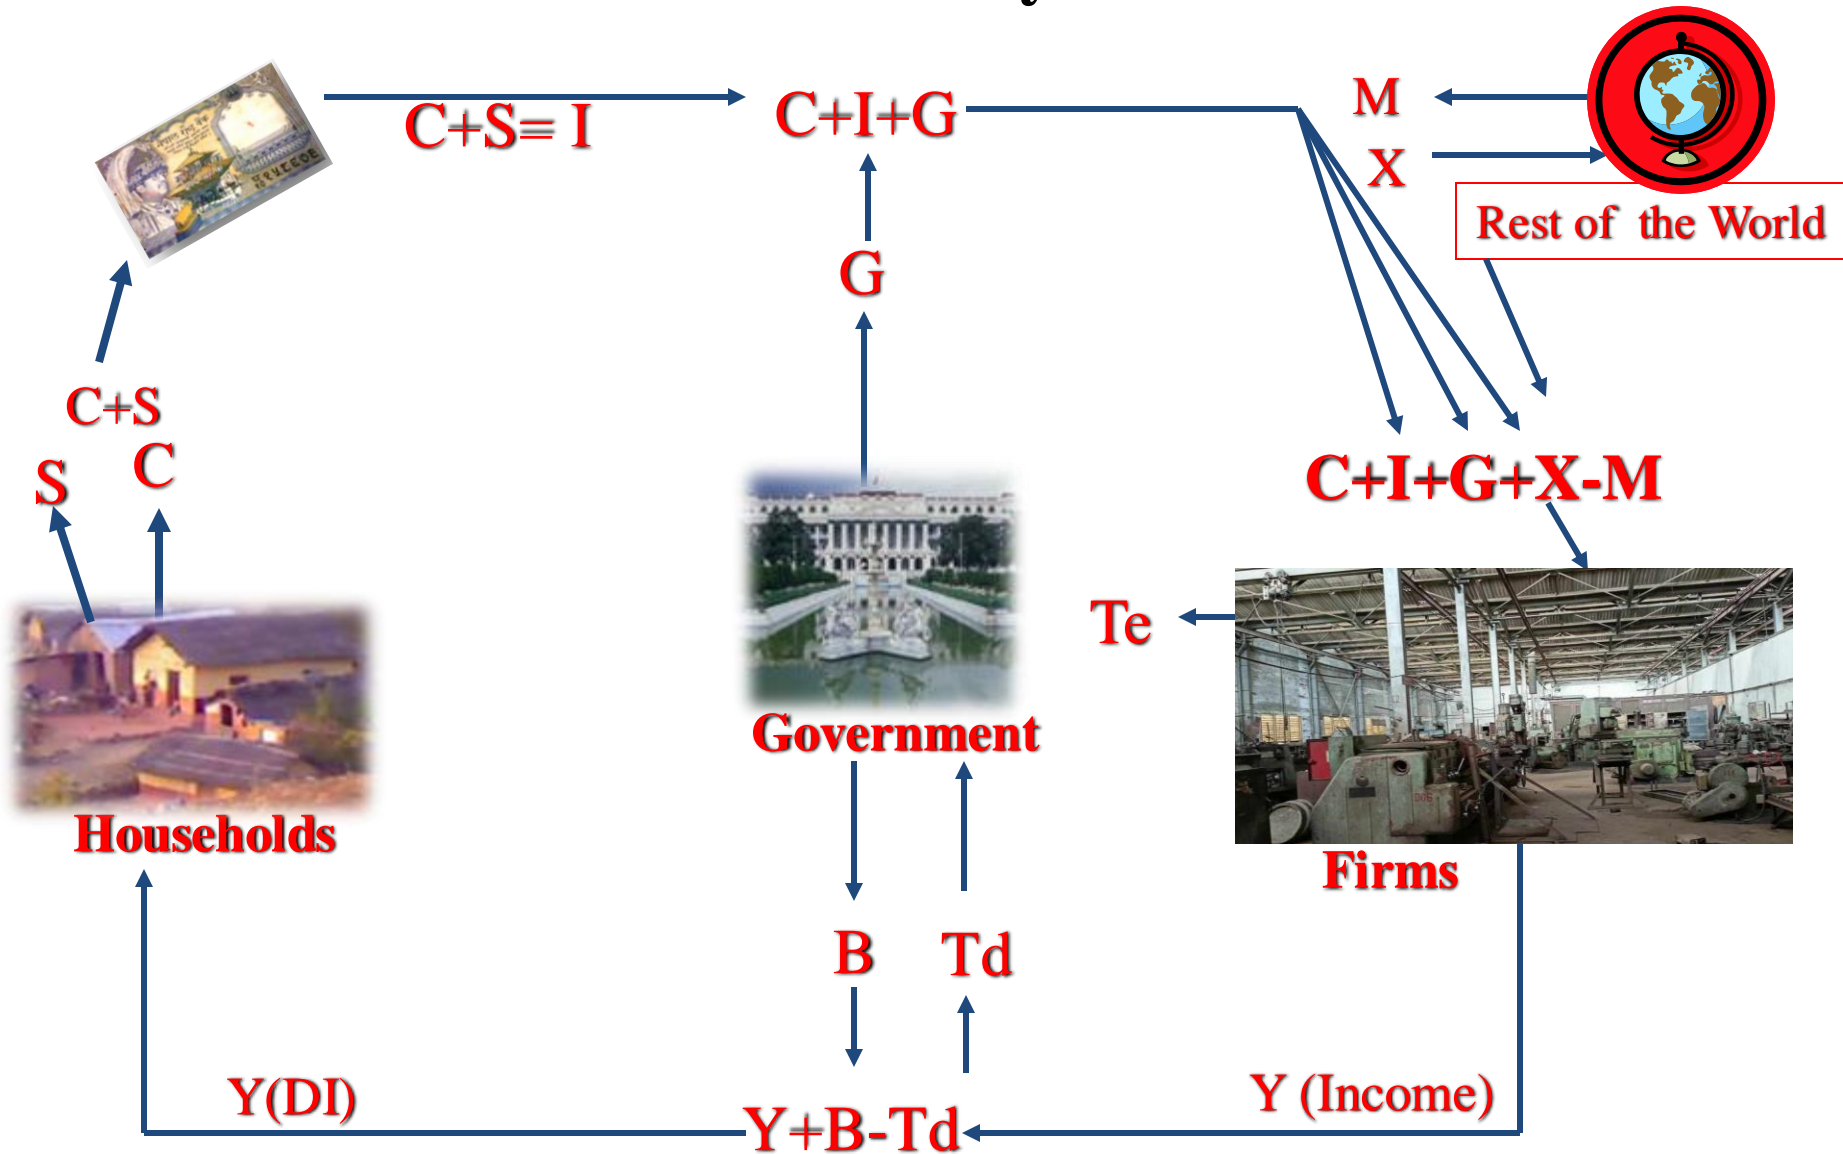 C+S= I
C+I+G
M
X
Rest of the World
G
C+S
S
C
C+I+G+X-M
Te
Government
Households
Firms
B
Td
Y(DI)
Y (Income)
Y+B-Td